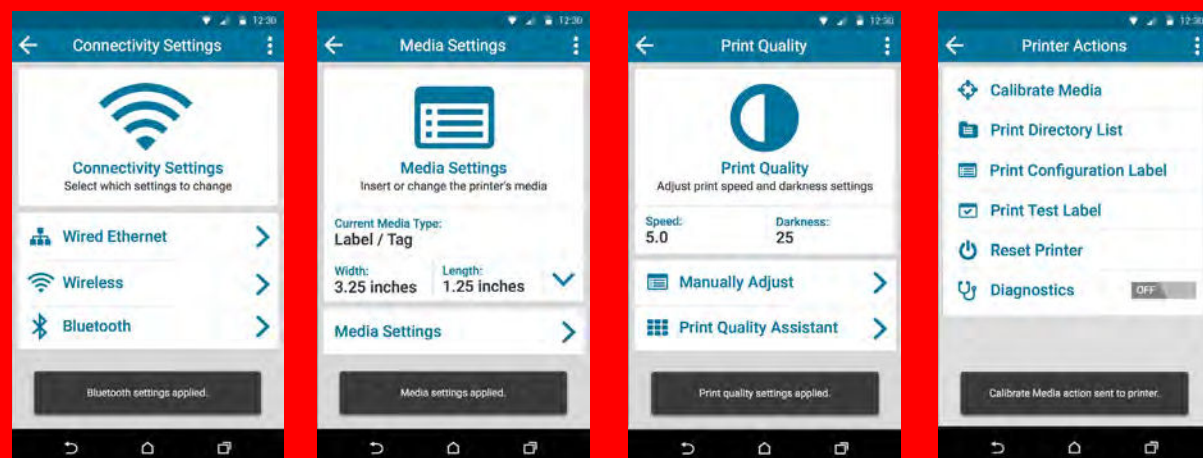 12:30
Connectivity Settings
Connectivity Settings
Select which settings to change
Wired Ethernet
Wireless
Bluetooth
Bluetooth settings applied.
12:30
Media Settings
Media Settings
Insert or change the printer's media
Current Media Type:
Label / Tag
Width: Length:
3.25 inches 1.25 inches
Media Settings
Media settings applied.
12:30
Print Quality
Print Quality
Adjust print speed and darkness settings
Speed: Darkness:
5.0 25
Manually Adjust
Print Quality Assistant
Print quality settings applied.
12:30
Printer Actions
Calibrate Media
Print Directory List
Print Configuration Label
Print Test Label
Reset Printer
Diagnostics OFF
Calibrate Media action sent to printer.